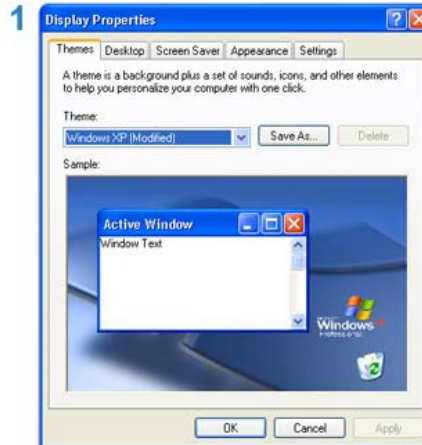 1
Display Properties
Themes Desktop Screen Saver Appearance Settings
A theme is a background plus a set of sounds, icons, and other elements
to help you personalize your computer with one click.
Theme:
Windows XP (Modified) Save As... Delete
Sample:
Active Window
Window Text
Windows
Professional
OK Cancel Apply